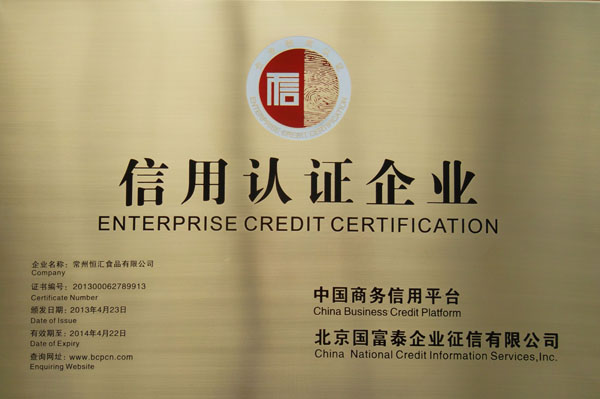 信
ENTERPRISE CREDIT CERTIFICATION
信用认证企业
ENTERPRISE CREDIT CERTIFICATION
企业名称：常州恒汇食品有限公司
Company
证书编号：201300062789913
Certificate Number
颁发日期：2013年4月23日
Date of Issue
有效期至：2014年4月22日
Date of Expiry
查询网址：www.bcpcn.com
Enquiring Website
中国商务信用平台
China Business Credit Platform
北京国富泰企业征信有限公司
China National Credit Information Services,Inc.